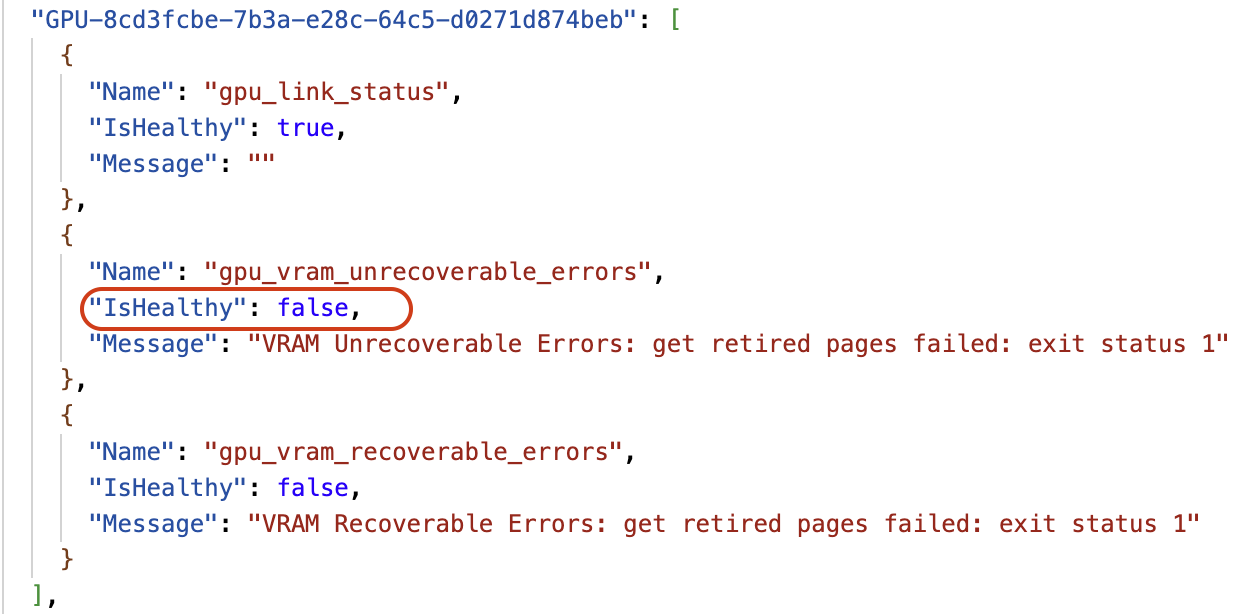 "GPU-8cd3fcbe-7b3a-e28c-64c5-d0271d874beb": [
{
"Name": "gpu_link_status",
"IsHealthy": true,
"Message": ""
},
{
"Name": "gpu_vram_unrecoverable_errors",
"IsHealthy": false,
"Message": "VRAM Unrecoverable Errors: get retired pages failed: exit status 1"
},
{
"Name": "gpu_vram_recoverable_errors",
"IsHealthy": false,
"Message": "VRAM Recoverable Errors: get retired pages failed: exit status 1"
}
],